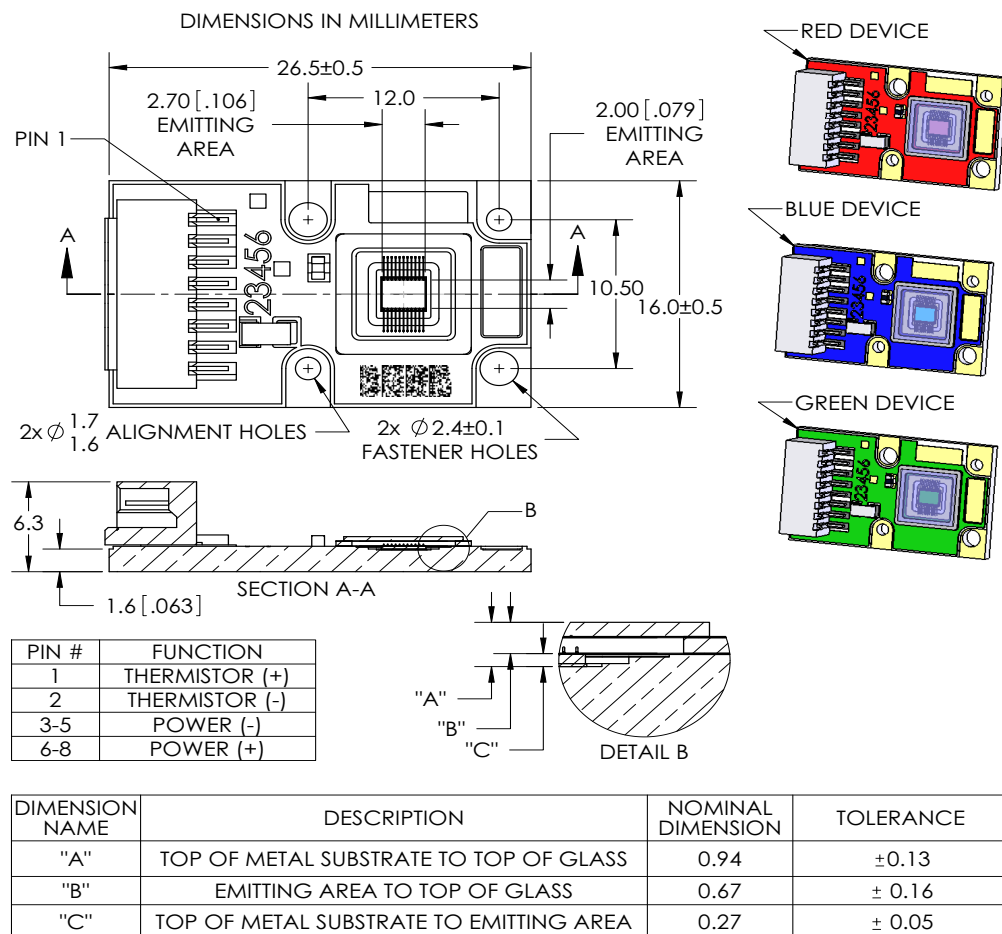 DIMENSIONS IN MILLIMETERS
26.5±0.5
2.70 [.106]
EMITTING
AREA
12.0
2.00 [.079]
EMITTING
AREA
PIN 1
A
A
23456
10.50
16.0±0.5
2x ⌀ 1.7
1.6
ALIGNMENT HOLES
2x ⌀ 2.4±0.1
FASTENER HOLES
RED DEVICE
23456
BLUE DEVICE
23456
GREEN DEVICE
23456
6.3
B
SECTION A-A
1.6 [.063]
"A"
"B"
"C"
DETAIL B
PIN # FUNCTION
1 THERMISTOR (+)
2 THERMISTOR (-)
3-5 POWER (-)
6-8 POWER (+)
DIMENSION NAME DESCRIPTION NOMINAL DIMENSION TOLERANCE
"A" TOP OF METAL SUBSTRATE TO TOP OF GLASS 0.94 ±0.13
"B" EMITTING AREA TO TOP OF GLASS 0.67 ± 0.16
"C" TOP OF METAL SUBSTRATE TO EMITTING AREA 0.27 ± 0.05